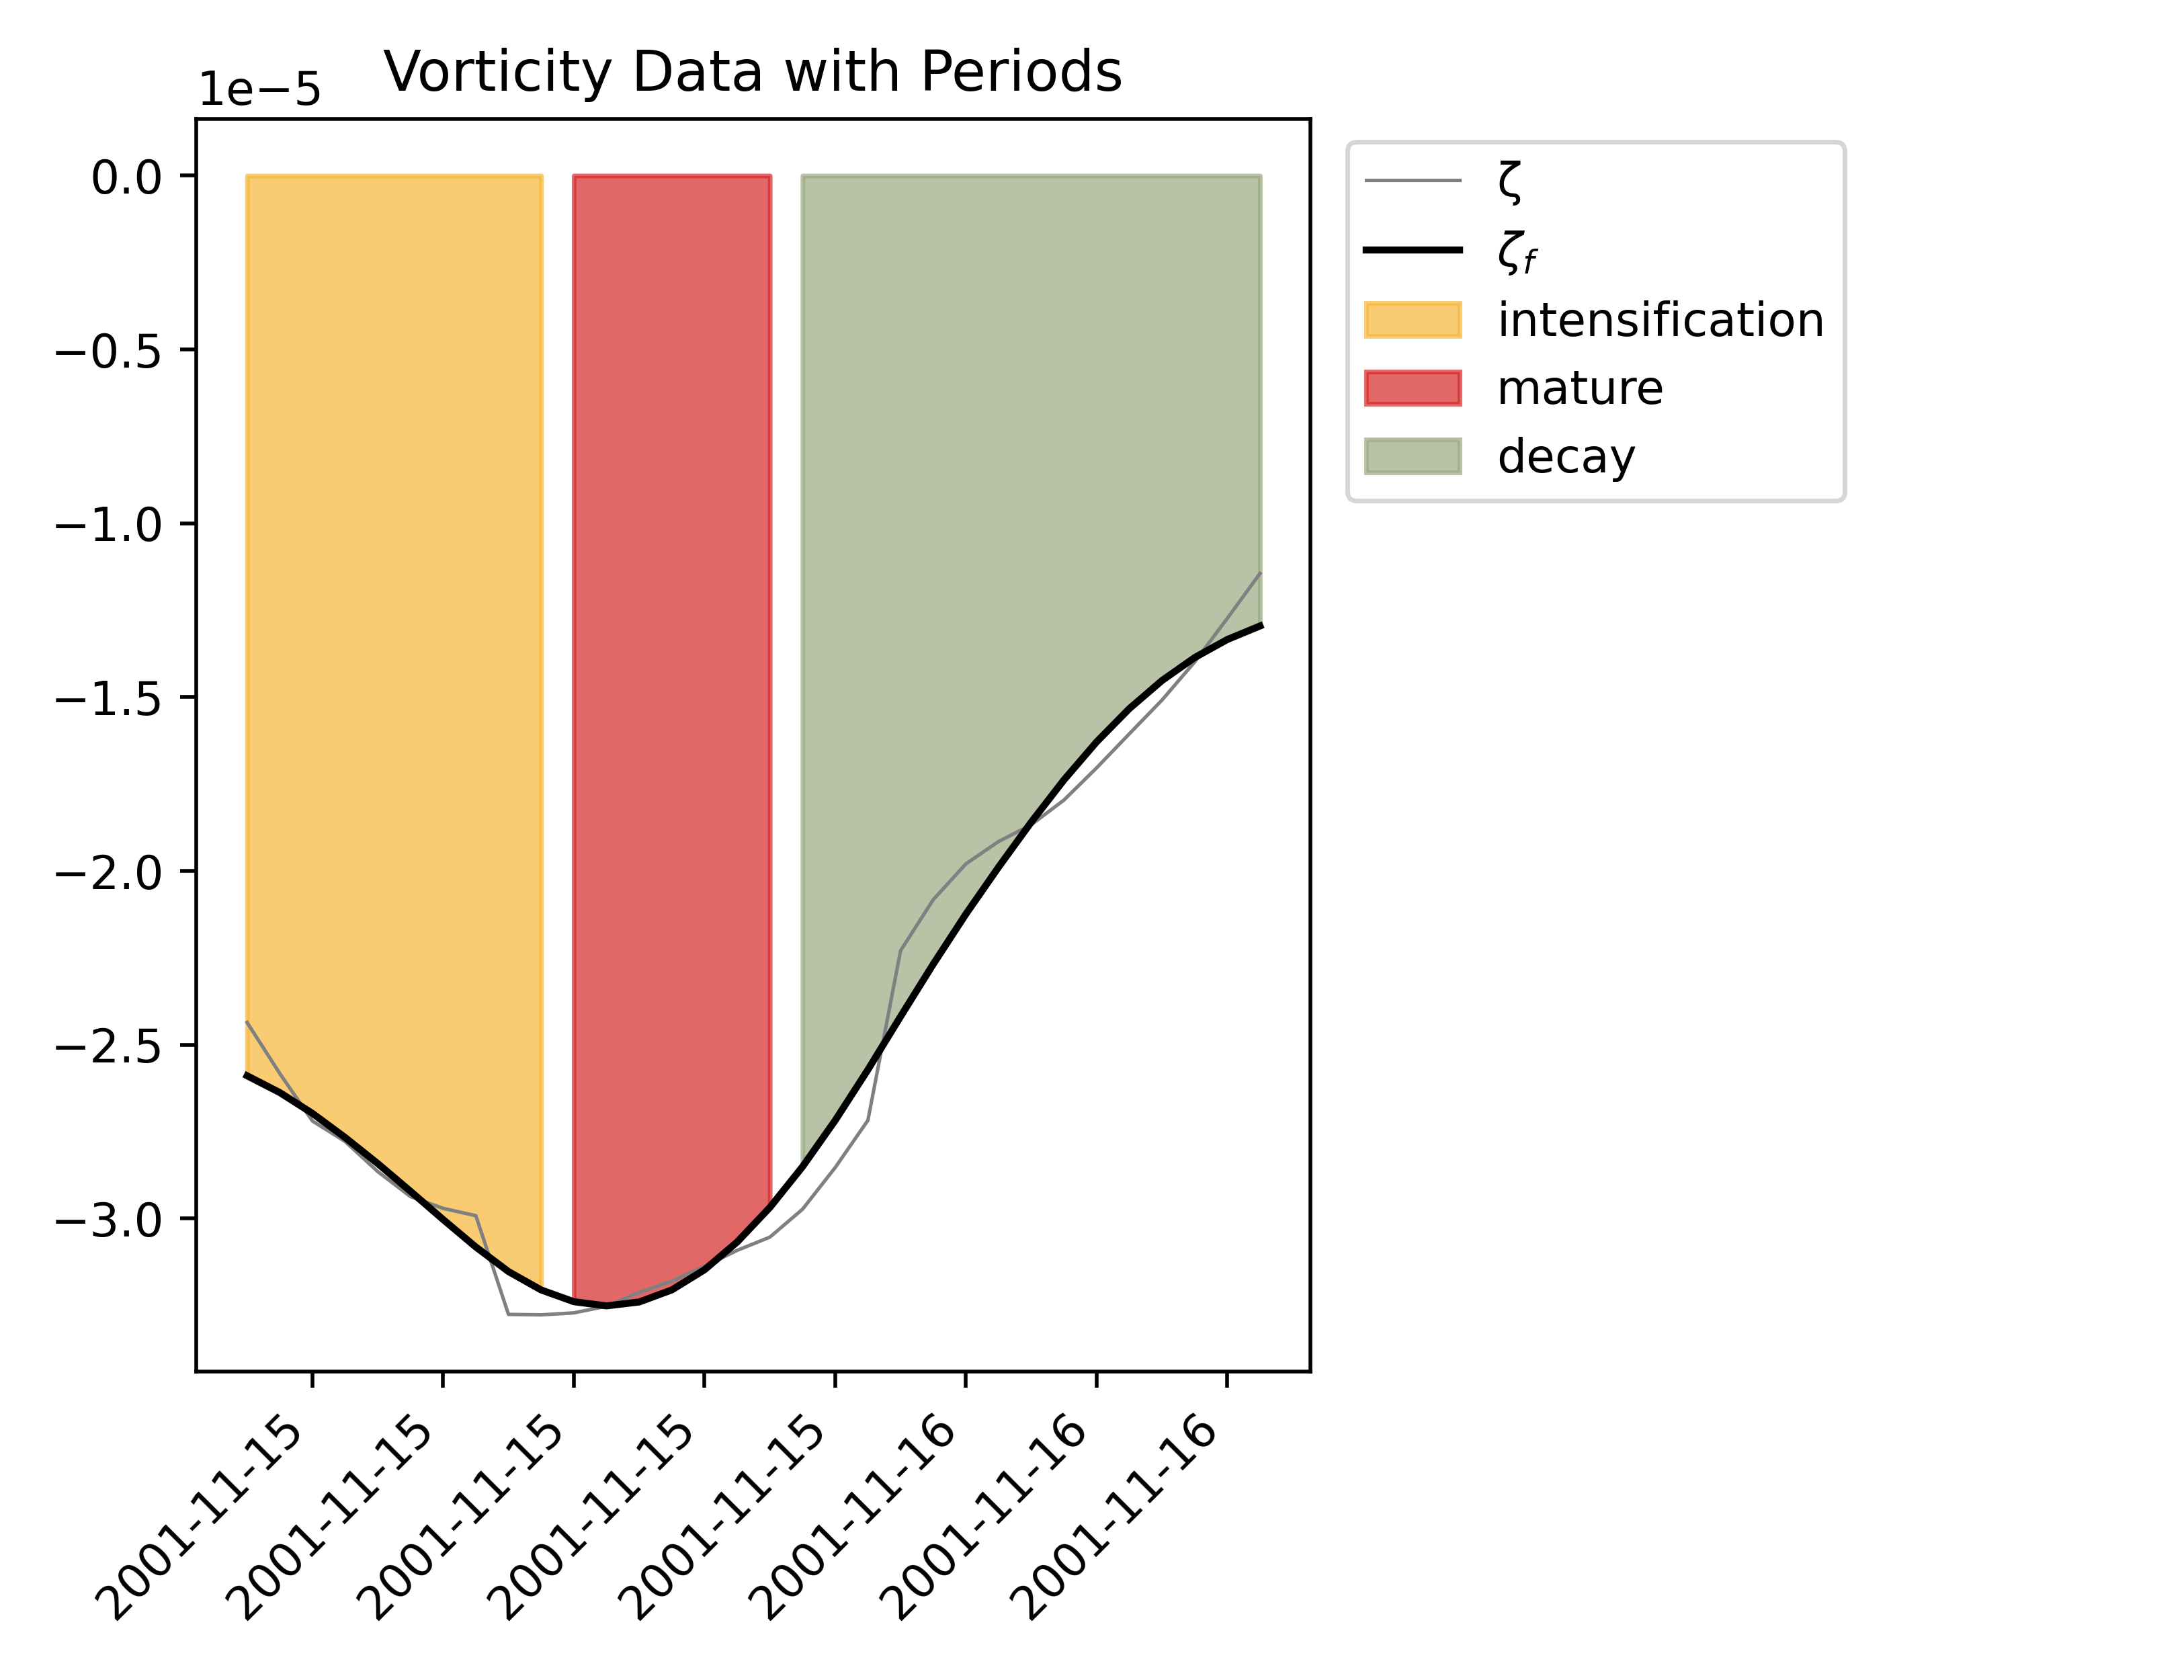 Vorticity Data with Periods
1e−5
0.0
−0.5
−1.0
−1.5
−2.0
−2.5
−3.0
2001-11-15
2001-11-15
2001-11-15
2001-11-15
2001-11-15
2001-11-16
2001-11-16
2001-11-16
ζ
ζf
intensification
mature
decay